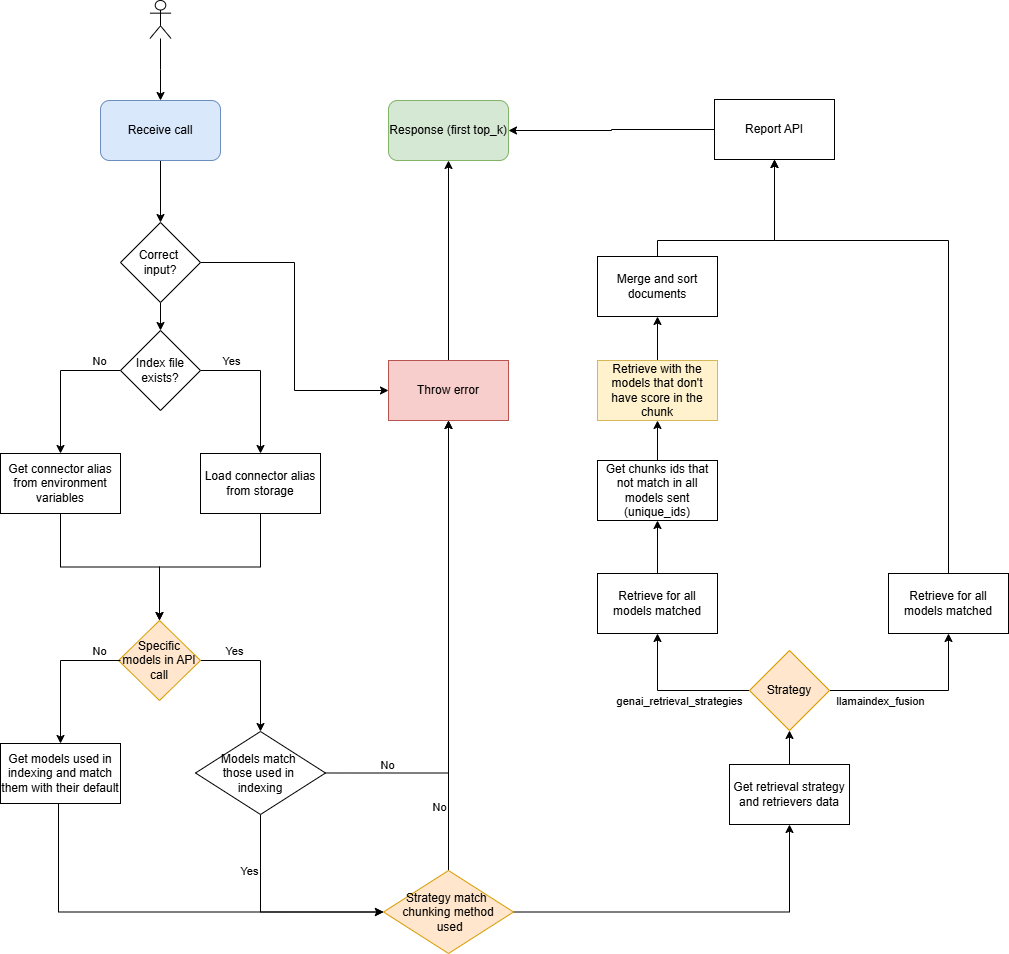 Receive call
Response (first top_k)
Report API
Correct
input?
Merge and sort
documents
No
Index file
exists?
Yes
Throw error
Retrieve with the
models that don't
have score in the
chunk
Get connector alias
from environment
variables
Load connector alias
from storage
Get chunks ids that
not match in all
models sent
(unique_ids)
Retrieve for all
models matched
Retrieve for all
models matched
No
Specific
models in API
call
Yes
Strategy
genai_retrieval_strategies
llamaindex_fusion
Get models used in
indexing and match
them with their default
Models match
those used in
indexing
No
Get retrieval strategy
and retrievers data
No
Yes
Strategy match
chunking method
used